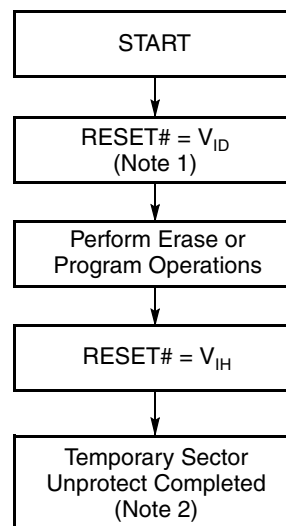 START
RESET# = VID
(Note 1)
Perform Erase or
Program Operations
RESET# = VIH
Temporary Sector
Unprotect Completed
(Note 2)